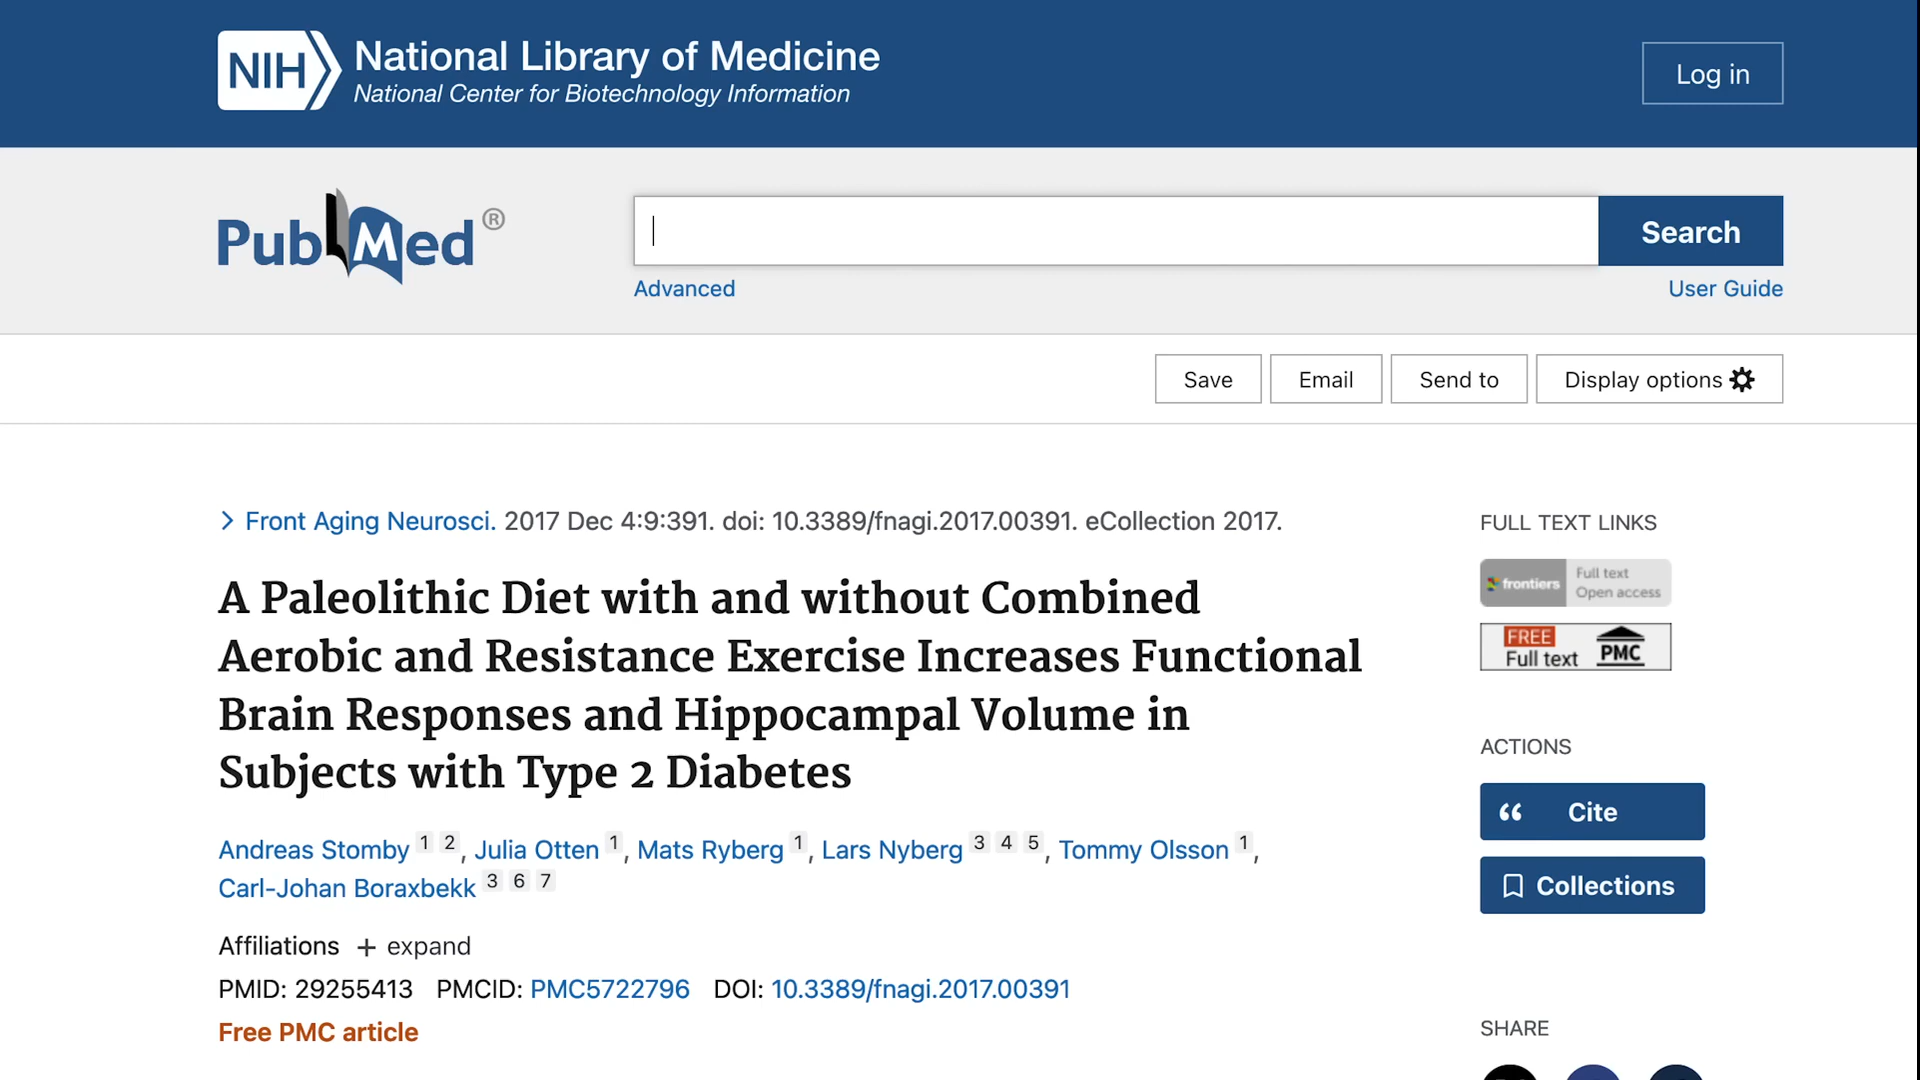 NIH National Library of Medicine
National Center for Biotechnology Information
Log in
PubMed®
Search
Advanced
User Guide
Save
Email
Send to
Display options
Front Aging Neurosci. 2017 Dec 4:9:391. doi: 10.3389/fnagi.2017.00391. eCollection 2017.
A Paleolithic Diet with and without Combined
Aerobic and Resistance Exercise Increases Functional
Brain Responses and Hippocampal Volume in
Subjects with Type 2 Diabetes
Andreas Stomby 1 2, Julia Otten 1, Mats Ryberg 1, Lars Nyberg 3 4 5, Tommy Olsson 1,
Carl-Johan Boraxbekk 3 6 7
Affiliations + expand
PMID: 29255413 PMCID: PMC5722796 DOI: 10.3389/fnagi.2017.00391
Free PMC article
FULL TEXT LINKS
frontiers
Full text
Open access
FREE
Full text
PMC
ACTIONS
Cite
Collections
SHARE